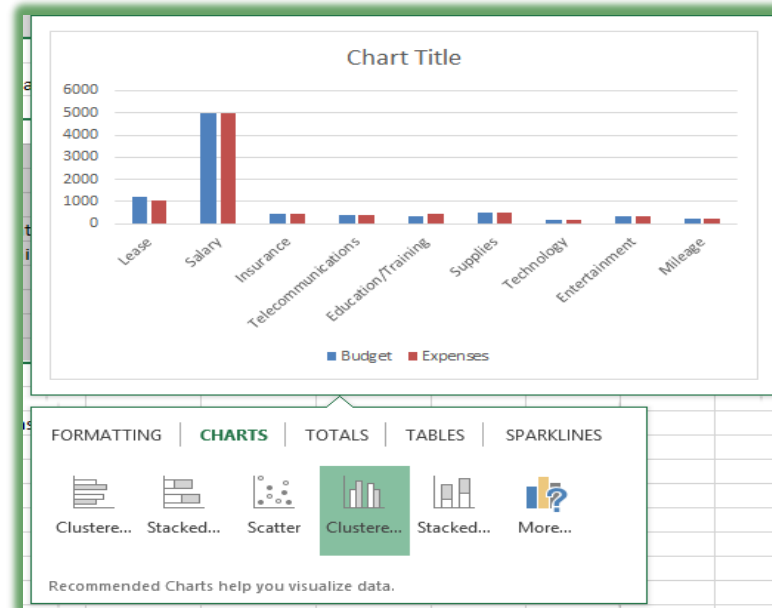 Chart Title
6000
5000
4000
3000
2000
1000
0
Lease
Salary
Insurance
Telecommunications
Education/Training
Supplies
Technology
Entertainment
Mileage
Budget Expenses
FORMATTING CHARTS TOTALS TABLES SPARKLINES
Clustere... Stacked... Scatter Clustere... Stacked... More...
Recommended Charts help you visualize data.